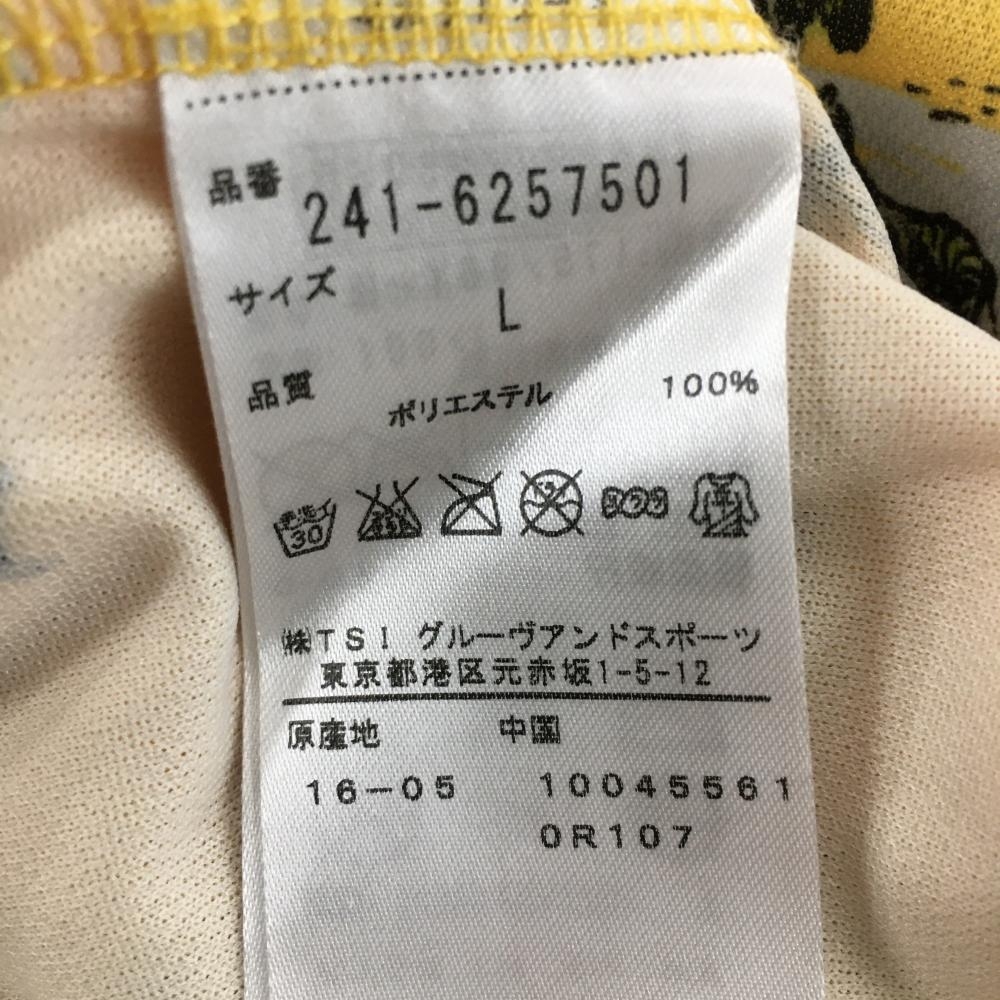 品番 241-6257501
サイズ L
品質 ポリエステル 100%
30
㈱TSI グルーヴアンドスポーツ
東京都港区元赤坂1-5-12
原産地 中国
16-05 10045561
0R107